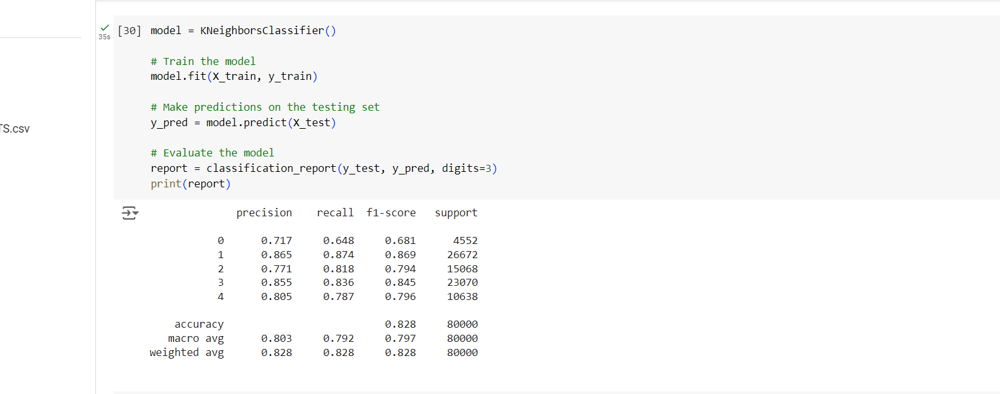 [30] model = KNeighborsClassifier()
35s
# Train the model
model.fit(X_train, y_train)
# Make predictions on the testing set
y_pred = model.predict(X_test)
TS.csv
# Evaluate the model
report = classification_report(y_test, y_pred, digits=3)
print(report)
precision recall f1-score support
0 0.717 0.648 0.681 4552
1 0.865 0.874 0.869 26672
2 0.771 0.818 0.794 15068
3 0.855 0.836 0.845 23070
4 0.805 0.787 0.796 10638
accuracy 0.828 80000
macro avg 0.803 0.792 0.797 80000
weighted avg 0.828 0.828 0.828 80000